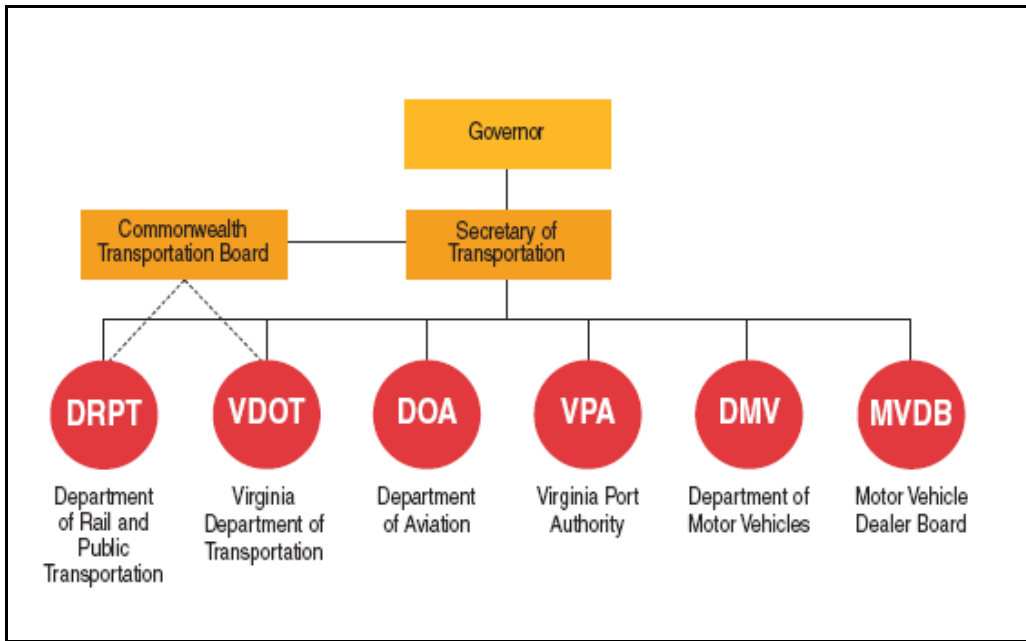 Governor
Commonwealth
Transportation Board
Secretary of
Transportation
DRPT
VDOT
DOA
VPA
DMV
MVDB
Department
of Rail and
Public
Transportation
Virginia
Department of
Transportation
Department
of Aviation
Virginia Port
Authority
Department of
Motor Vehicles
Motor Vehicle
Dealer Board